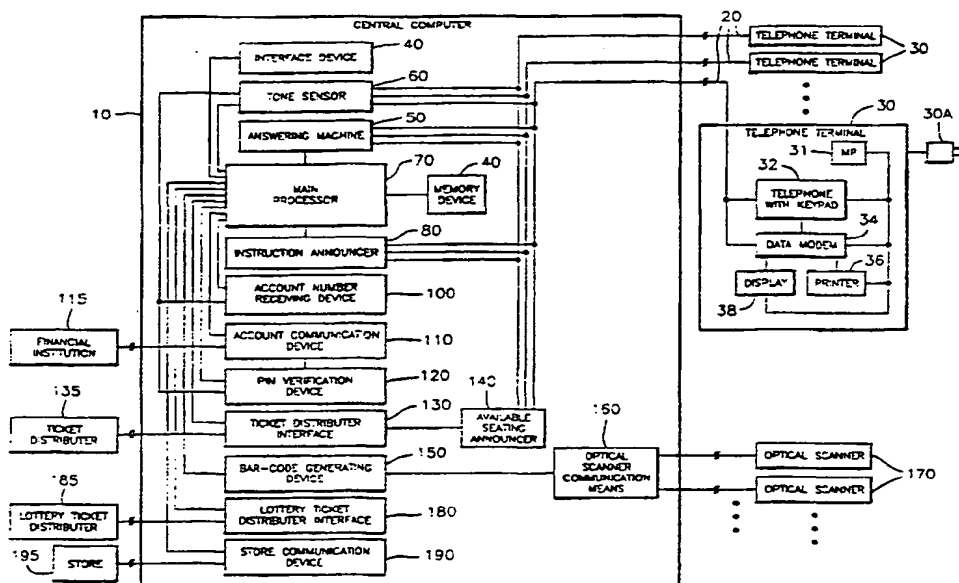 CENTRAL COMPUTER
10
INTERFACE DEVICE
40
TONE SENSOR
60
ANSWERING MACHINE
50
MAIN
PROCESSOR
70
MEMORY
DEVICE
40
INSTRUCTION ANNOUNCER
80
ACCOUNT NUMBER
RECEIVING DEVICE
100
ACCOUNT COMMUNICATION
DEVICE
110
PIN VERIFICATION
DEVICE
120
TICKET DISTRIBUTER
INTERFACE
130
AVAILABLE
SEATING
ANNOUNCER
140
BAR-CODE GENERATING
DEVICE
150
OPTICAL
SCANNER
COMMUNICATION
MEANS
160
LOTTERY TICKET
DISTRIBUTER INTERFACE
180
STORE COMMUNICATION
DEVICE
190
115
FINANCIAL
INSTITUTION
135
TICKET
DISTRIBUTER
185
LOTTERY TICKET
DISTRIBUTER
195
STORE
20
TELEPHONE TERMINAL
TELEPHONE TERMINAL
30
20
TELEPHONE TERMINAL
30
30A
MP
31
32
TELEPHONE
WITH KEYPAD
34
DATA MODEM
36
DISPLAY
PRINTER
38
OPTICAL SCANNER
OPTICAL SCANNER
170